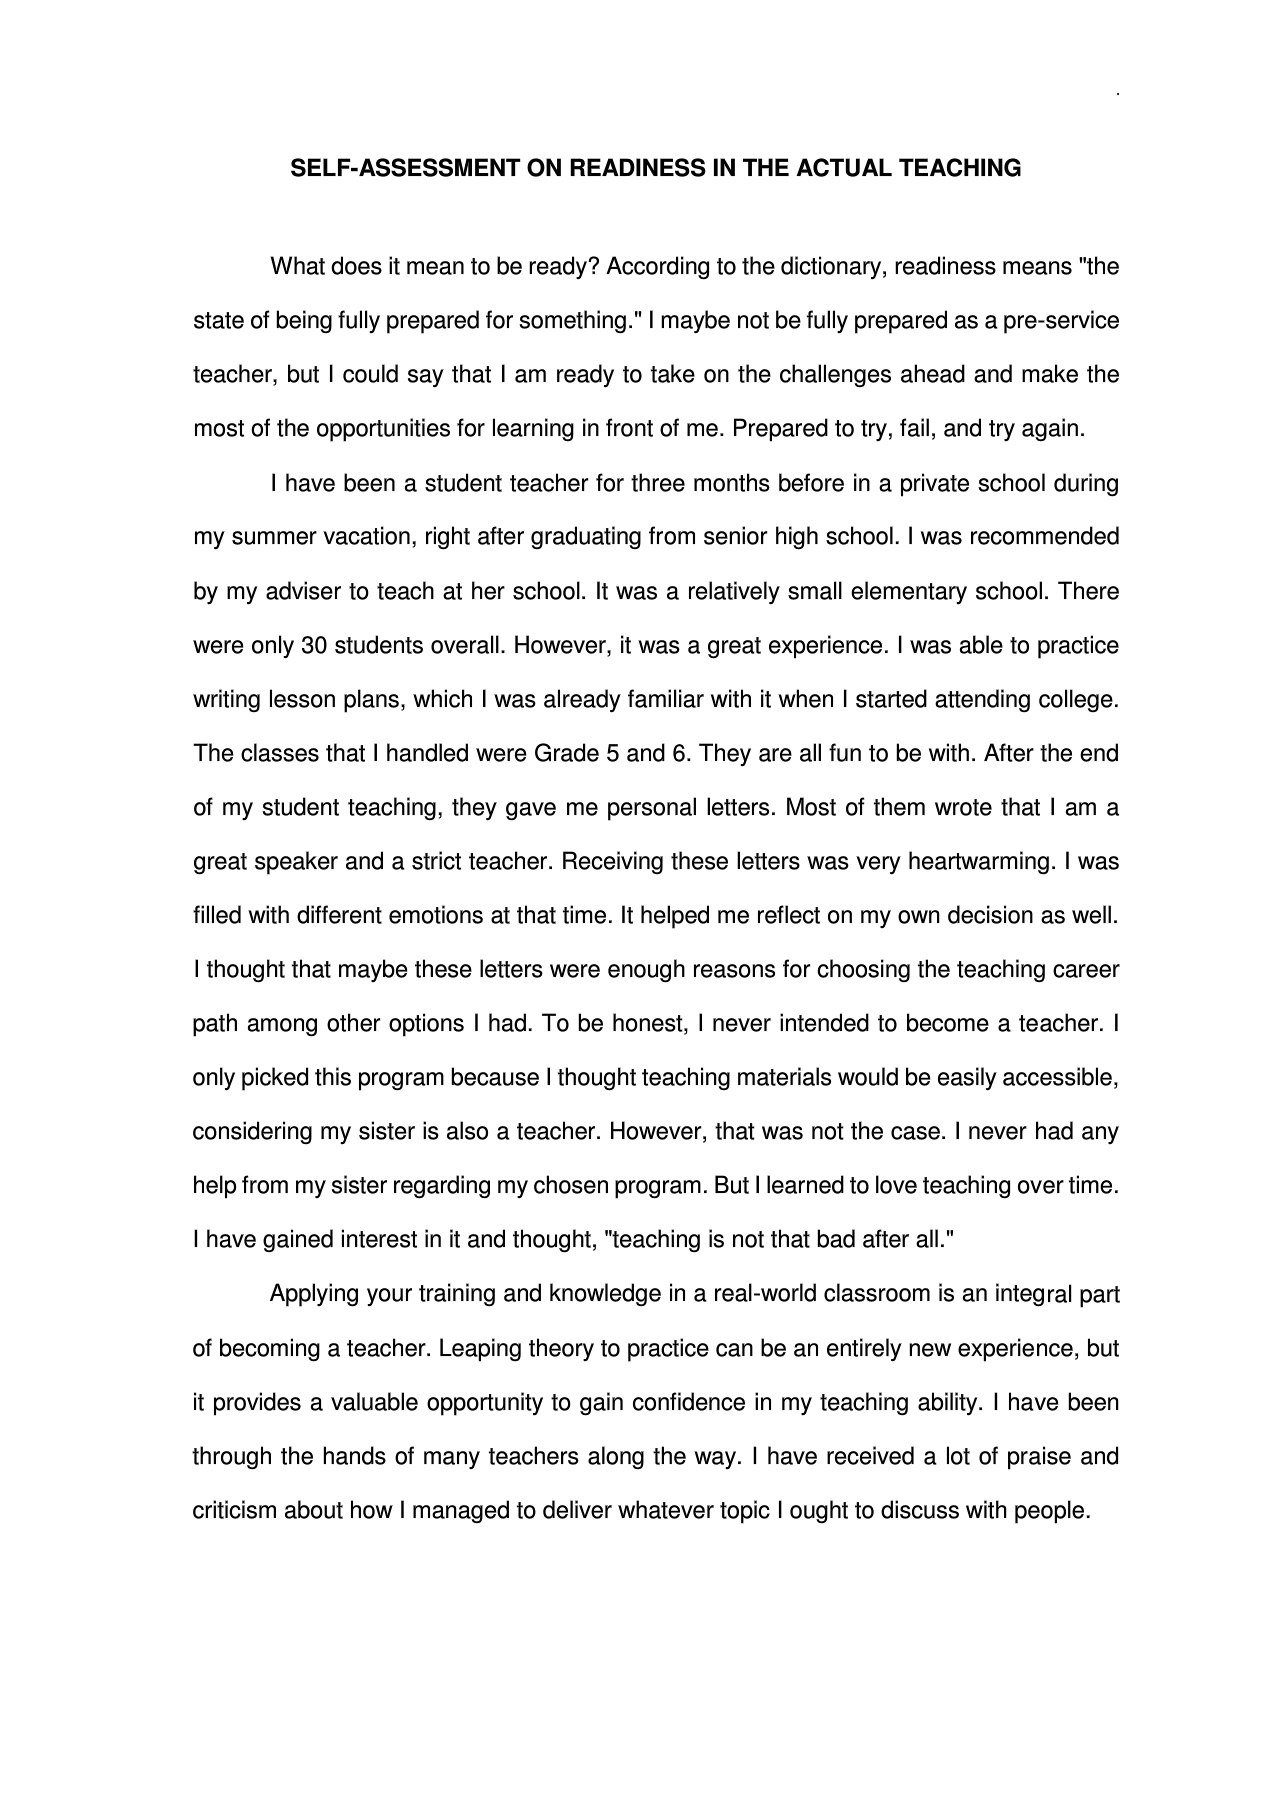 SELF-ASSESSMENT ON READINESS IN THE ACTUAL TEACHING
What does it mean to be ready? According to the dictionary, readiness means "the
state of being fully prepared for something." I maybe not be fully prepared as a pre-service
teacher, but I could say that I am ready to take on the challenges ahead and make the
most of the opportunities for learning in front of me. Prepared to try, fail, and try again.
I have been a student teacher for three months before in a private school during
my summer vacation, right after graduating from senior high school. I was recommended
by my adviser to teach at her school. It was a relatively small elementary school. There
were only 30 students overall. However, it was a great experience. I was able to practice
writing lesson plans, which I was already familiar with it when I started attending college.
The classes that I handled were Grade 5 and 6. They are all fun to be with. After the end
of my student teaching, they gave me personal letters. Most of them wrote that I am a
great speaker and a strict teacher. Receiving these letters was very heartwarming. I was
filled with different emotions at that time. It helped me reflect on my own decision as well.
I thought that maybe these letters were enough reasons for choosing the teaching career
path among other options I had. To be honest, I never intended to become a teacher. I
only picked this program because I thought teaching materials would be easily accessible,
considering my sister is also a teacher. However, that was not the case. I never had any
help from my sister regarding my chosen program. But I learned to love teaching over time.
I have gained interest in it and thought, "teaching is not that bad after all."
Applying your training and knowledge in a real-world classroom is an integral part
of becoming a teacher. Leaping theory to practice can be an entirely new experience, but
it provides a valuable opportunity to gain confidence in my teaching ability. I have been
through the hands of many teachers along the way. I have received a lot of praise and
criticism about how I managed to deliver whatever topic I ought to discuss with people.